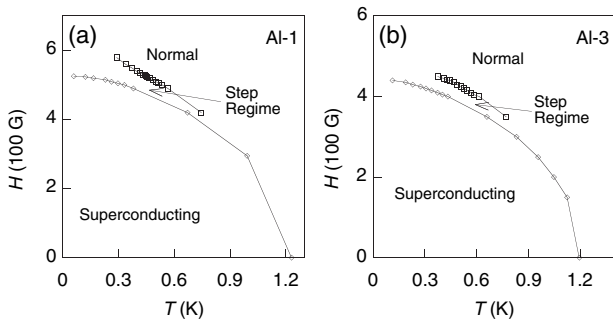 (a)
Normal
Al-1
Step
Regime
Superconducting
H (100 G)
6
4
2
0
0
0.3
0.6
0.9
1.2
T (K)
(b)
Normal
Al-3
Step
Regime
Superconducting
H (100 G)
6
4
2
0
0
0.3
0.6
0.9
1.2
T (K)